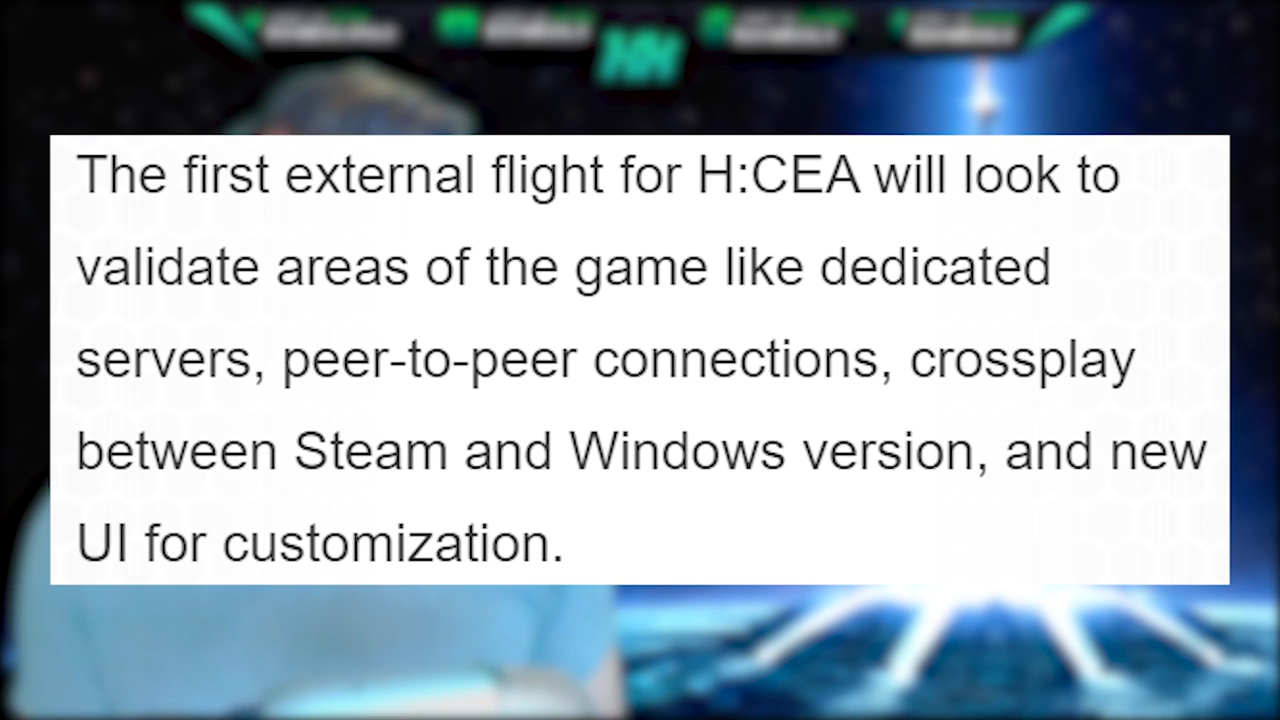 HH
The first external flight for H:CEA will look to
validate areas of the game like dedicated
servers, peer-to-peer connections, crossplay
between Steam and Windows version, and new
UI for customization.